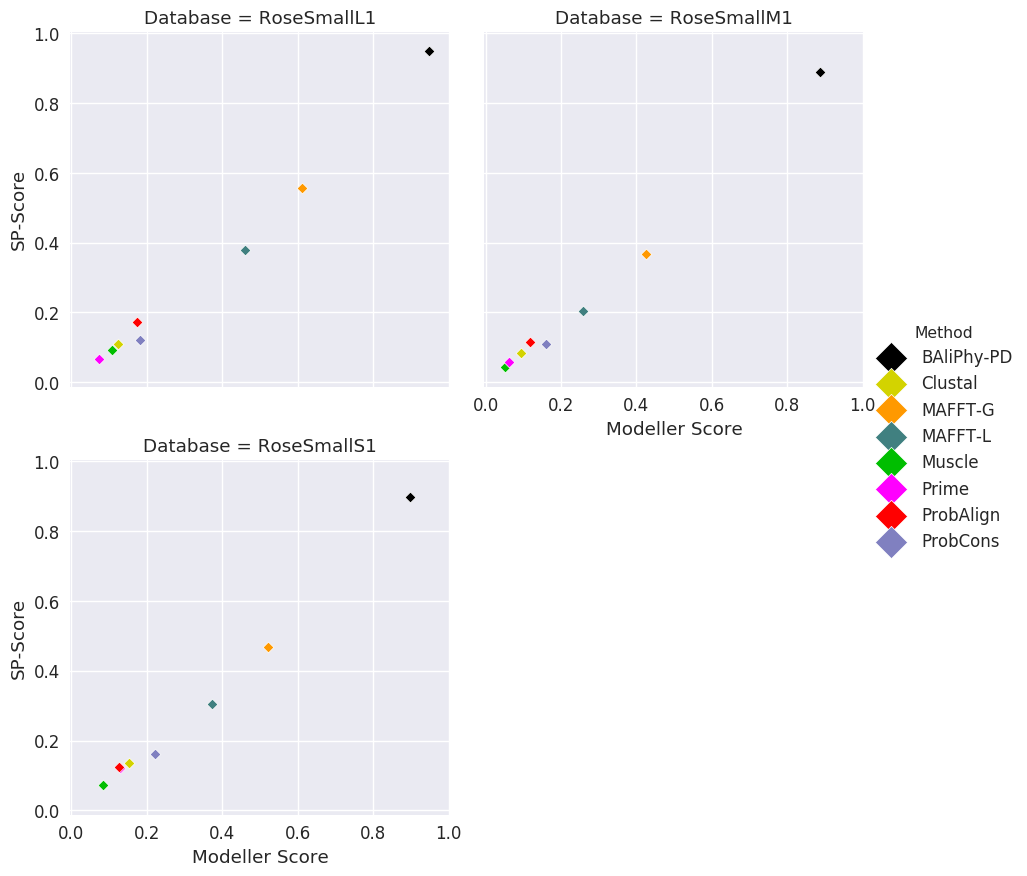 Database = RoseSmallL1
1.0
0.8
0.6
0.4
0.2
0.0
SP-Score
Database = RoseSmallM1
0.0 0.2 0.4 0.6 0.8 1.0
Modeller Score
Database = RoseSmallS1
1.0
0.8
0.6
0.4
0.2
0.0
SP-Score
0.0 0.2 0.4 0.6 0.8 1.0
Modeller Score
Method
BAliPhy-PD
Clustal
MAFFT-G
MAFFT-L
Muscle
Prime
ProbAlign
ProbCons